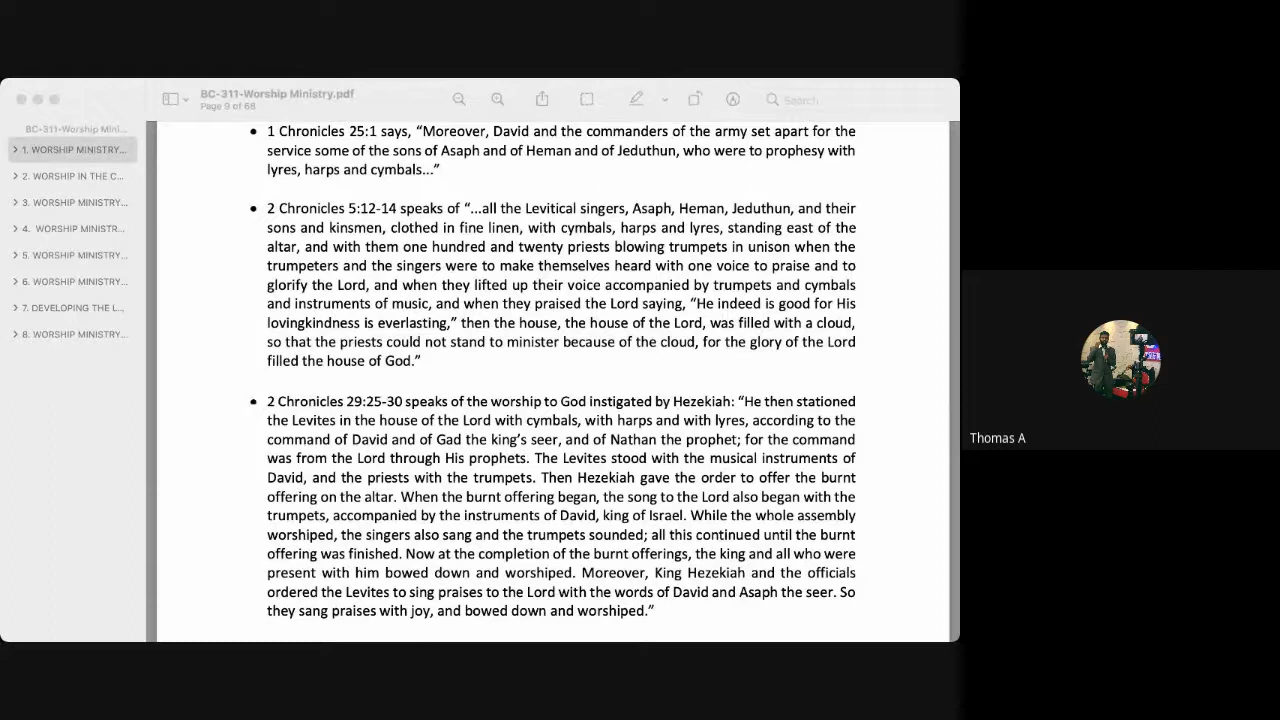 BC-311-Worship Ministry.pdf
Page 9 of 68
Search
BC-311-Worship Mini...
1. WORSHIP MINISTRY...
2. WORSHIP IN THE C...
3. WORSHIP MINISTRY...
4. WORSHIP MINISTR...
5. WORSHIP MINISTRY...
6. WORSHIP MINISTRY...
7. DEVELOPING THE L...
8. WORSHIP MINISTRY...
• 1 Chronicles 25:1 says, “Moreover, David and the commanders of the army set apart for the
service some of the sons of Asaph and of Heman and of Jeduthun, who were to prophesy with
lyres, harps and cymbals...”
• 2 Chronicles 5:12-14 speaks of “...all the Levitical singers, Asaph, Heman, Jeduthun, and their
sons and kinsmen, clothed in fine linen, with cymbals, harps and lyres, standing east of the
altar, and with them one hundred and twenty priests blowing trumpets in unison when the
trumpeters and the singers were to make themselves heard with one voice to praise and to
glorify the Lord, and when they lifted up their voice accompanied by trumpets and cymbals
and instruments of music, and when they praised the Lord saying, “He indeed is good for His
lovingkindness is everlasting,” then the house, the house of the Lord, was filled with a cloud,
so that the priests could not stand to minister because of the cloud, for the glory of the Lord
filled the house of God.”
• 2 Chronicles 29:25-30 speaks of the worship to God instigated by Hezekiah: “He then stationed
the Levites in the house of the Lord with cymbals, with harps and with lyres, according to the
command of David and of Gad the king’s seer, and of Nathan the prophet; for the command
was from the Lord through His prophets. The Levites stood with the musical instruments of
David, and the priests with the trumpets. Then Hezekiah gave the order to offer the burnt
offering on the altar. When the burnt offering began, the song to the Lord also began with the
trumpets, accompanied by the instruments of David, king of Israel. While the whole assembly
worshiped, the singers also sang and the trumpets sounded; all this continued until the burnt
offering was finished. Now at the completion of the burnt offerings, the king and all who were
present with him bowed down and worshiped. Moreover, King Hezekiah and the officials
ordered the Levites to sing praises to the Lord with the words of David and Asaph the seer. So
they sang praises with joy, and bowed down and worshiped.”
Thomas A